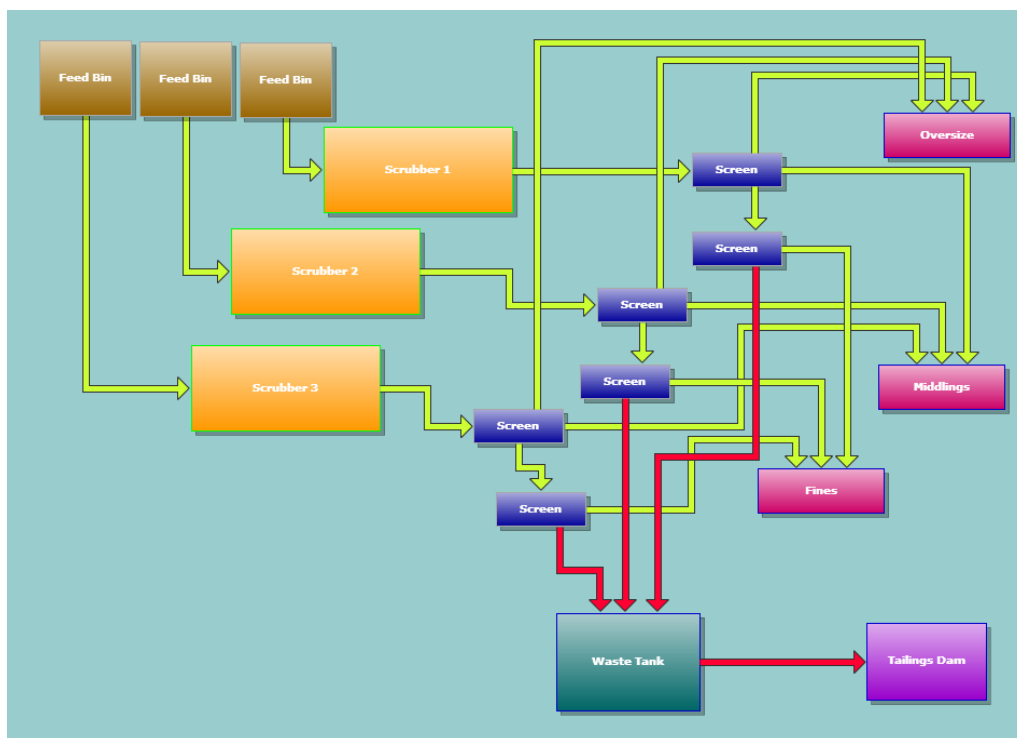 Feed Bin
Feed Bin
Feed Bin
Oversize
Scrubber 1
Screen
Screen
Scrubber 2
Screen
Screen
Middlings
Scrubber 3
Screen
Fines
Screen
Waste Tank
Tailings Dam